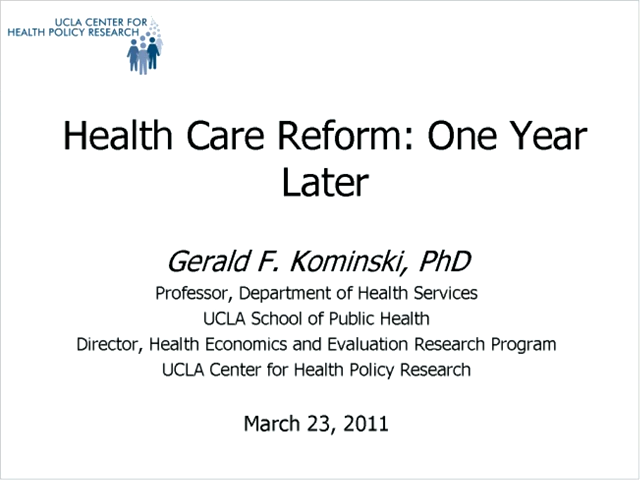 UCLA CENTER FOR
HEALTH POLICY RESEARCH
Health Care Reform: One Year
Later
Gerald F. Kominski, PhD
Professor, Department of Health Services
UCLA School of Public Health
Director, Health Economics and Evaluation Research Program
UCLA Center for Health Policy Research
March 23, 2011